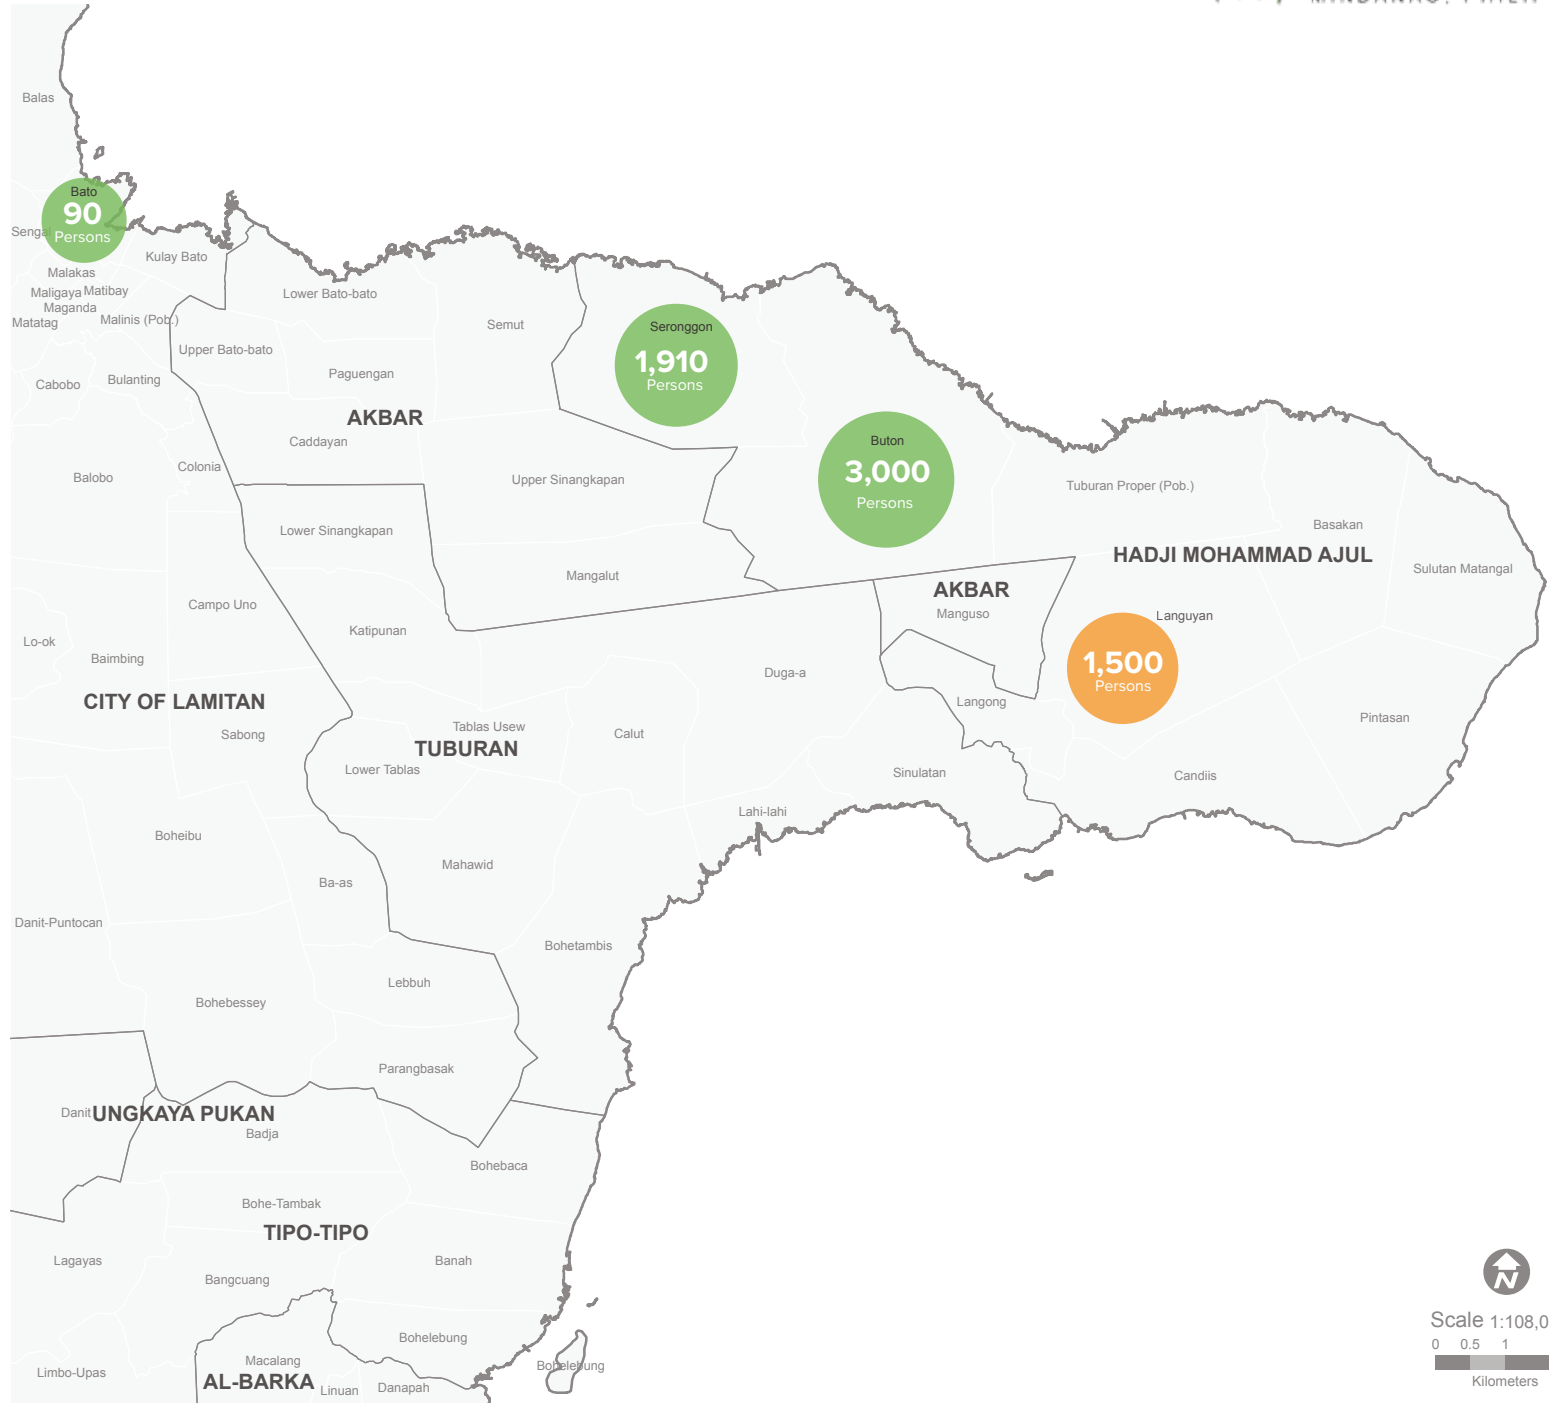 Balas
Bato
90
Persons
Kulay Bato
Malakas
Maligaya
Matibay
Maganda
Matatag
Malinis (Pob.)
Cabobo
Bulanting
Lower Bato-bato
Semut
Upper Bato-bato
Paguengan
AKBAR
Caddayan
Seronggon
1,910
Persons
Buton
3,000
Persons
Balobo
Colonia
Upper Sinangkapan
Tuburan Proper (Pob.)
Basakan
Lower Sinangkapan
HADJI MOHAMMAD AJUL
Sulutan Matangal
Mangalut
AKBAR
Manguso
Languyan
1,500
Persons
Campo Uno
Katipunan
Lo-ok
Baimbing
CITY OF LAMITAN
Duga-a
Langong
Pintasan
Sabong
Tablas Usew
TUBURAN
Calut
Lower Tablas
Sinulatan
Candiis
Lahi-lahi
Boheibu
Mahawid
Ba-as
Danit-Puntocan
Bohetambis
Lebbuh
Bohebessey
Parangbasak
Danit
UNGKAYA PUKAN
Badja
Bohebaca
Bohe-Tambak
TIPO-TIPO
Lagayas
Banah
Bangcuang
Bohelebung
Macalang
Bohelebung
Limbo-Upas
AL-BARKA
Linuan
Danapah
N
Scale 1:108,0
0 0.5 1
Kilometers